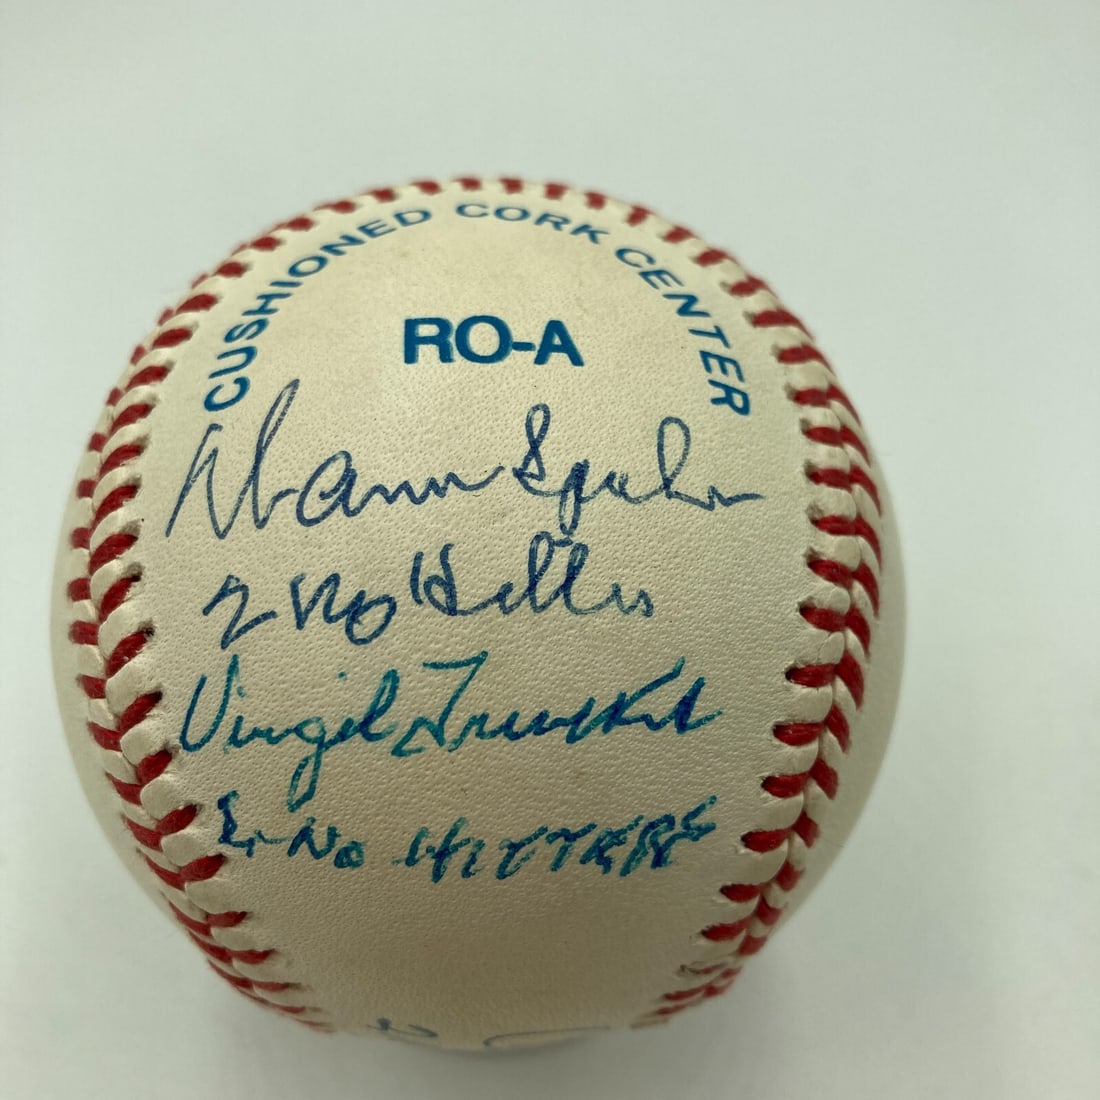 CUSHIONED CORK CENTER
RO-A
Warren Spahn
2 No Hitters
Virgil Trucks
2-No HITTERS